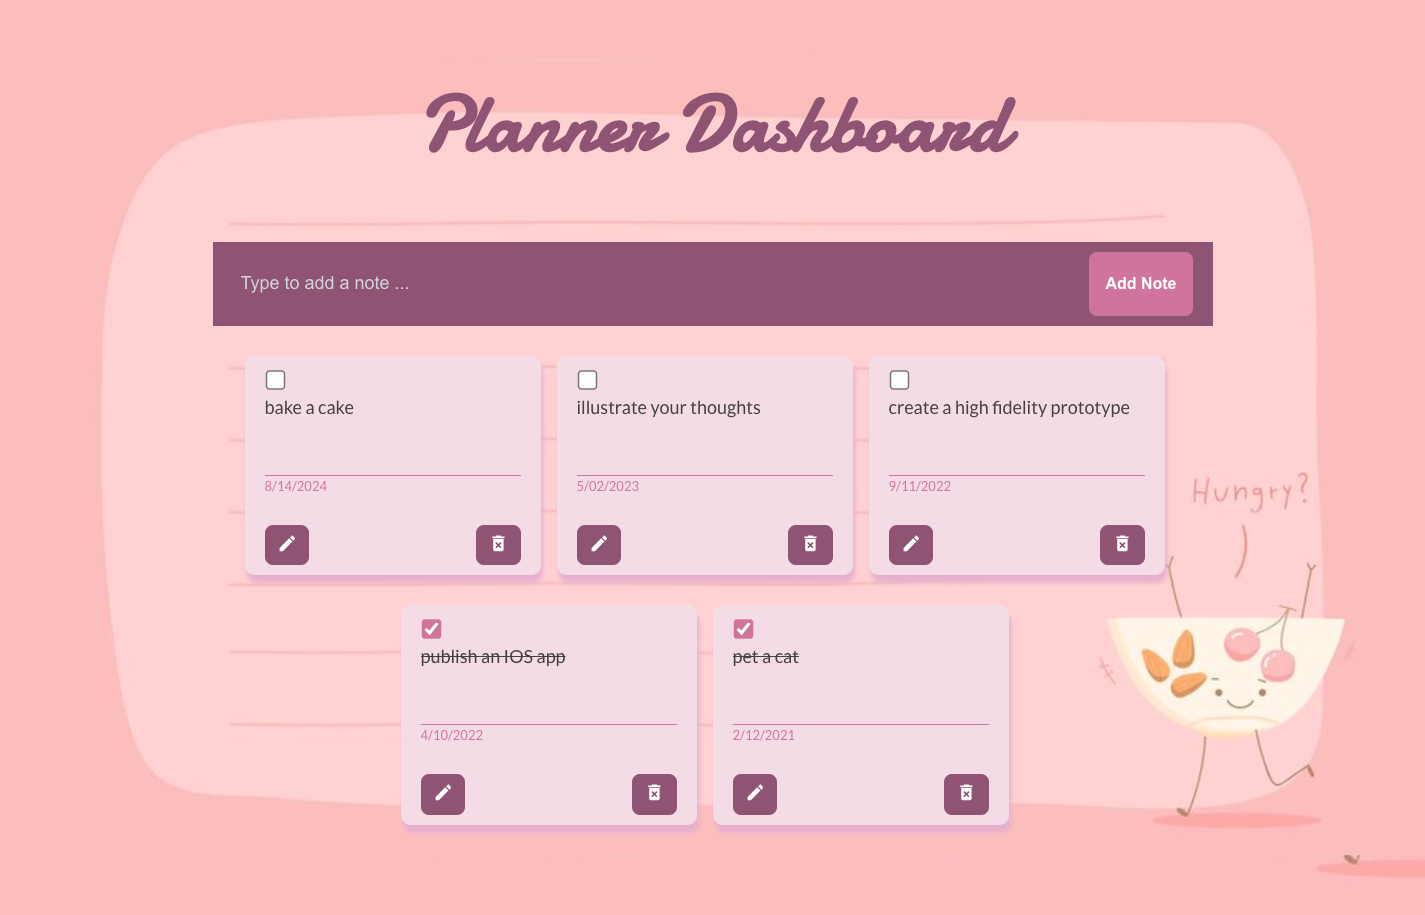 Planner Dashboard
Type to add a note ...
Add Note
bake a cake
8/14/2024
illustrate your thoughts
5/02/2023
create a high fidelity prototype
9/11/2022
Hungry?
publish an IOS app
4/10/2022
pet a cat
2/12/2021